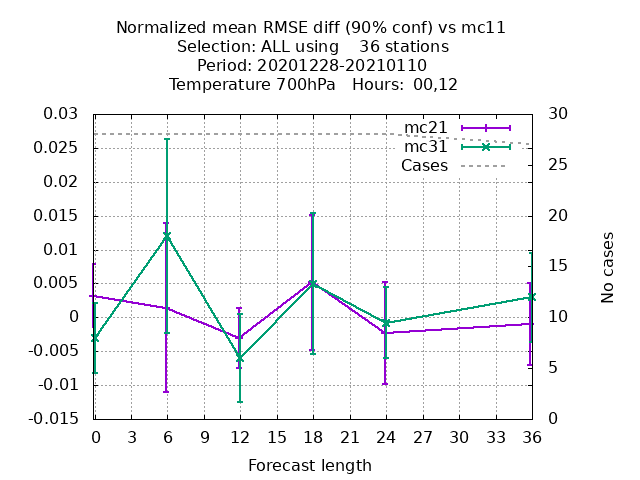 Normalized mean RMSE diff (90% conf) vs mc11
Selection: ALL using    36 stations
Period: 20201228-20210110
Temperature 700hPa   Hours:  00,12
0.03
0.025
0.02
0.015
0.01
0.005
0
-0.005
-0.01
-0.015
mc21
mc31
Cases
30
25
20
15
10
5
0
No cases
0 3 6 9 12 15 18 21 24 27 30 33 36
Forecast length